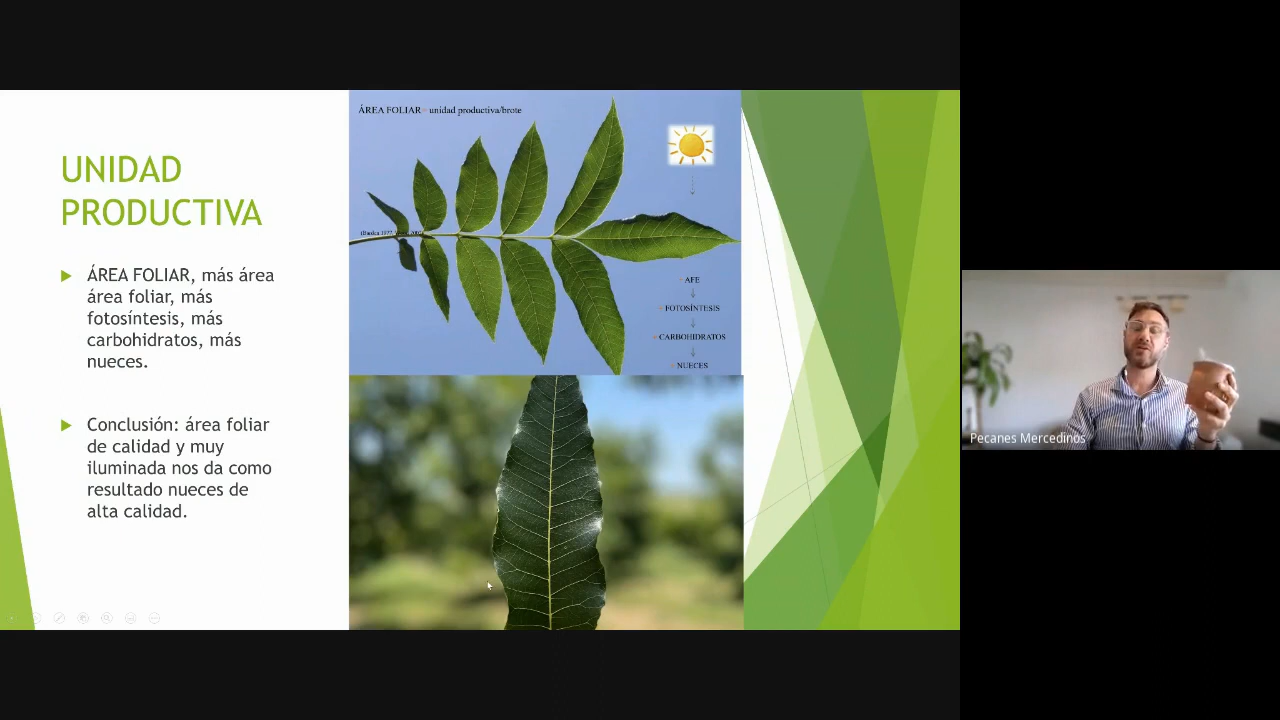 UNIDAD
PRODUCTIVA
ÁREA FOLIAR, más área
área foliar, más
fotosíntesis, más
carbohidratos, más
nueces.
Conclusión: área foliar
de calidad y muy
iluminada nos da como
resultado nueces de
alta calidad.
ÁREA FOLIAR= unidad productiva/brote
AFE
FOTOSÍNTESIS
CARBOHIDRATOS
NUECES
Pecanes Mercedinos